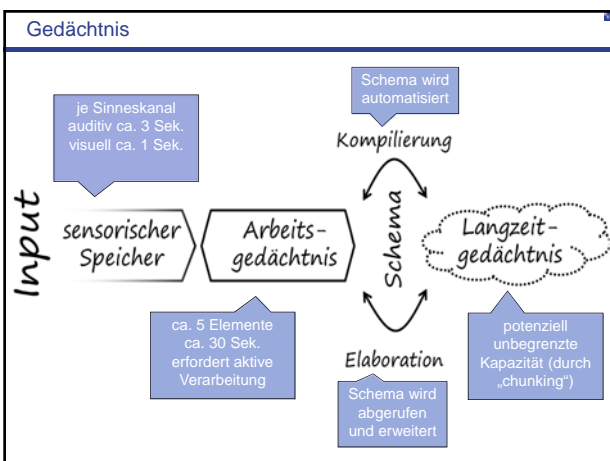 Gedächtnis
je Sinneskanal
auditiv ca. 3 Sek.
visuell ca. 1 Sek.
Schema wird
automatisiert
Kompilierung
Input
sensorischer
Speicher
Arbeits-
gedächtnis
Schema
Langzeit-
gedächtnis
ca. 5 Elemente
ca. 30 Sek.
erfordert aktive
Verarbeitung
Elaboration
Schema wird
abgerufen
und erweitert
potenziell
unbegrenzte
Kapazität (durch
„chunking“)